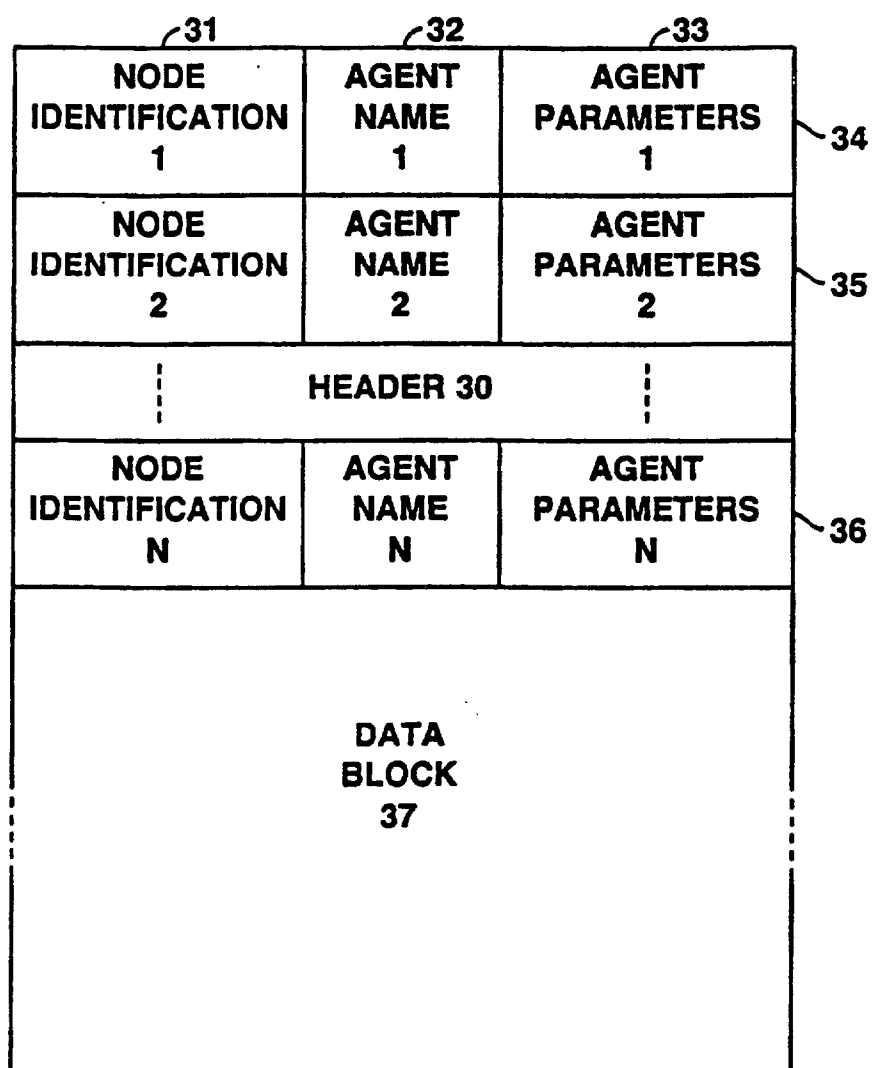 31 32 33
NODE IDENTIFICATION 1
AGENT NAME 1
AGENT PARAMETERS 1
34
NODE IDENTIFICATION 2
AGENT NAME 2
AGENT PARAMETERS 2
35
HEADER 30
NODE IDENTIFICATION N
AGENT NAME N
AGENT PARAMETERS N
36
DATA
BLOCK
37